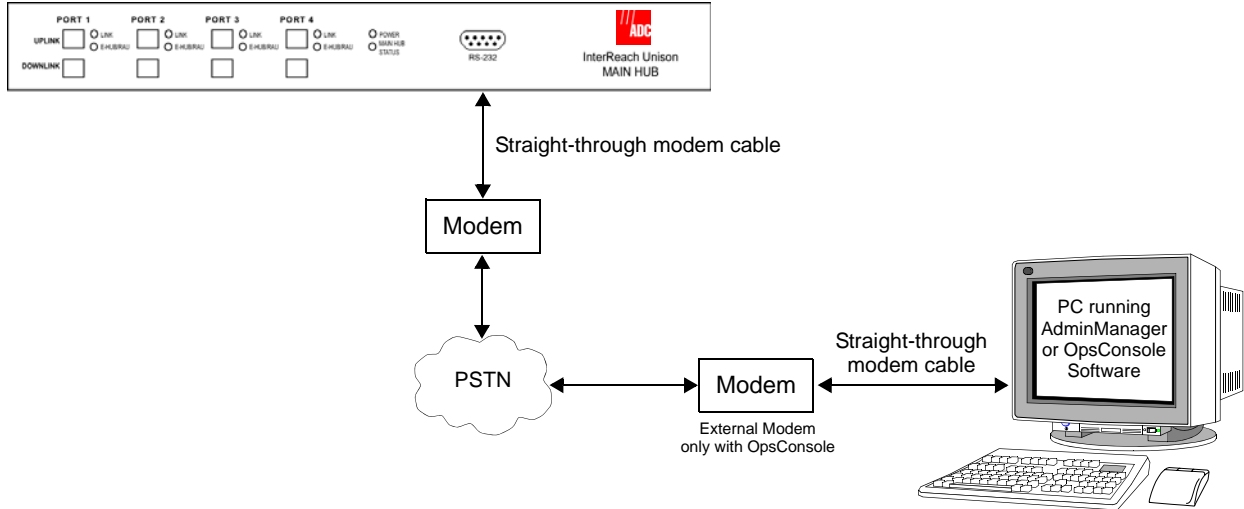 PORT 1 PORT 2 PORT 3 PORT 4
UPLINK LINK LINK LINK LINK POWER
E-HUB/RAU E-HUB/RAU E-HUB/RAU E-HUB/RAU MAIN HUB
STATUS
DOWNLINK
RS-232
ADC
InterReach Unison
MAIN HUB
Straight-through modem cable
Modem
PSTN
Modem
External Modem
only with OpsConsole
Straight-through
modem cable
PC running
AdminManager
or OpsConsole
Software